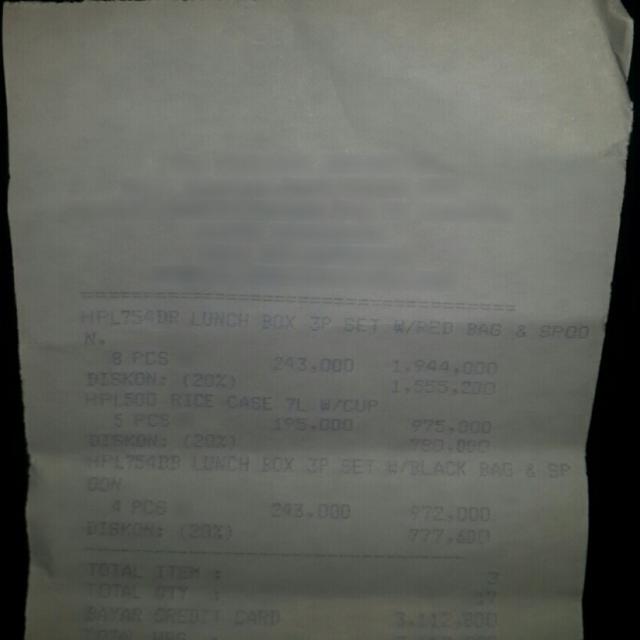 HPL754DR LUNCH BOX 3P SET W/RED BAG & SPOO
N.
8 PCS 243,000 1,944,000
DISKON: (20%) 1,555,200
HPL500 RICE CASE 7L W/CUP
5 PCS 195,000 975,000
DISKON: (20%) 780,000
HPL754DB LUNCH BOX 3P SET W/BLACK BAG & SP
OON
4 PCS 243,000 972,000
DISKON: (20%) 777,600
TOTAL ITEM : 3
TOTAL QTY : 17
BAYAR CREDIT CARD 3,112,800